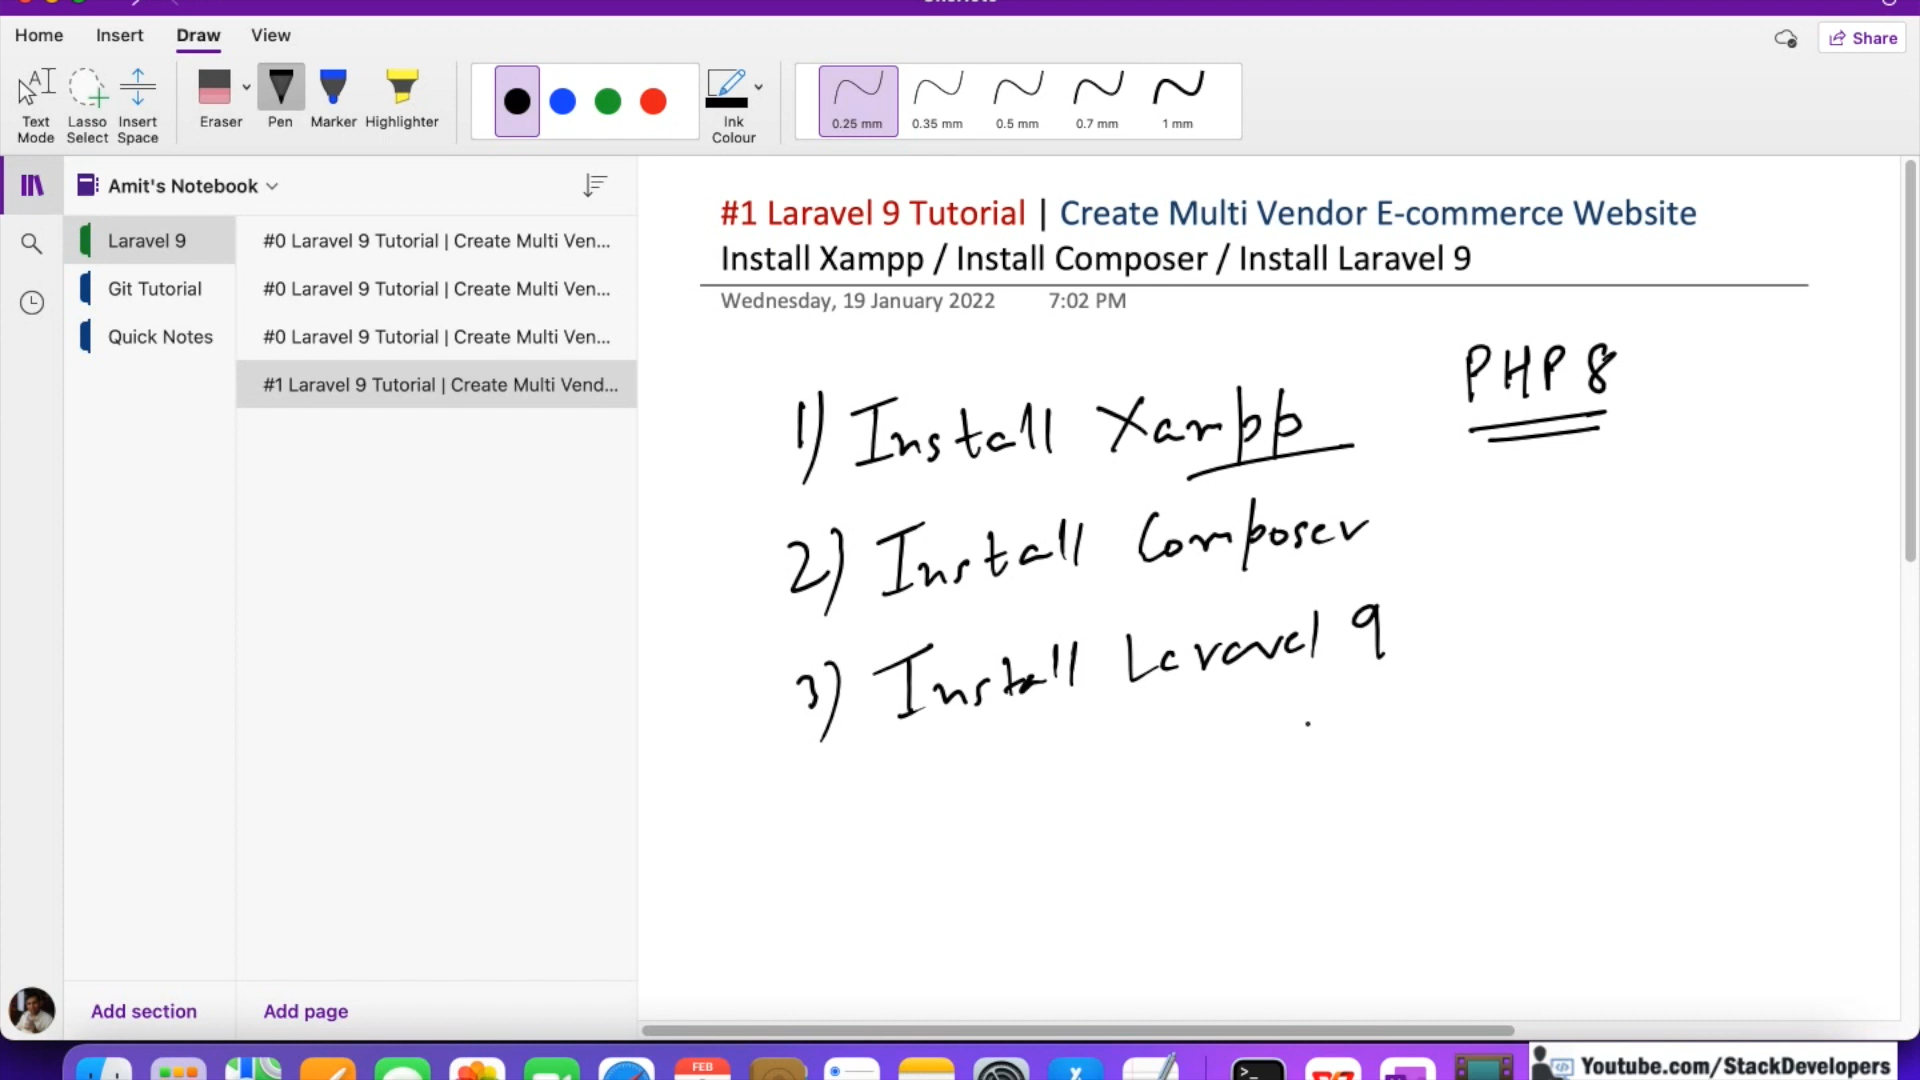 OneNote
Home Insert Draw View
Share
Text Mode
Lasso Select
Insert Space
Eraser
Pen
Marker
Highlighter
Ink Colour
0.25 mm
0.35 mm
0.5 mm
0.7 mm
1 mm
Amit's Notebook
Laravel 9
Git Tutorial
Quick Notes
#0 Laravel 9 Tutorial | Create Multi Ven...
#0 Laravel 9 Tutorial | Create Multi Ven...
#0 Laravel 9 Tutorial | Create Multi Ven...
#1 Laravel 9 Tutorial | Create Multi Vend...
#1 Laravel 9 Tutorial | Create Multi Vendor E-commerce Website
Install Xampp / Install Composer / Install Laravel 9
Wednesday, 19 January 2022 7:02 PM
PHP 8
1) Install Xampp
2) Install Composer
3) Install Laravel 9
Add section
Add page
FEB
Youtube.com/StackDevelopers